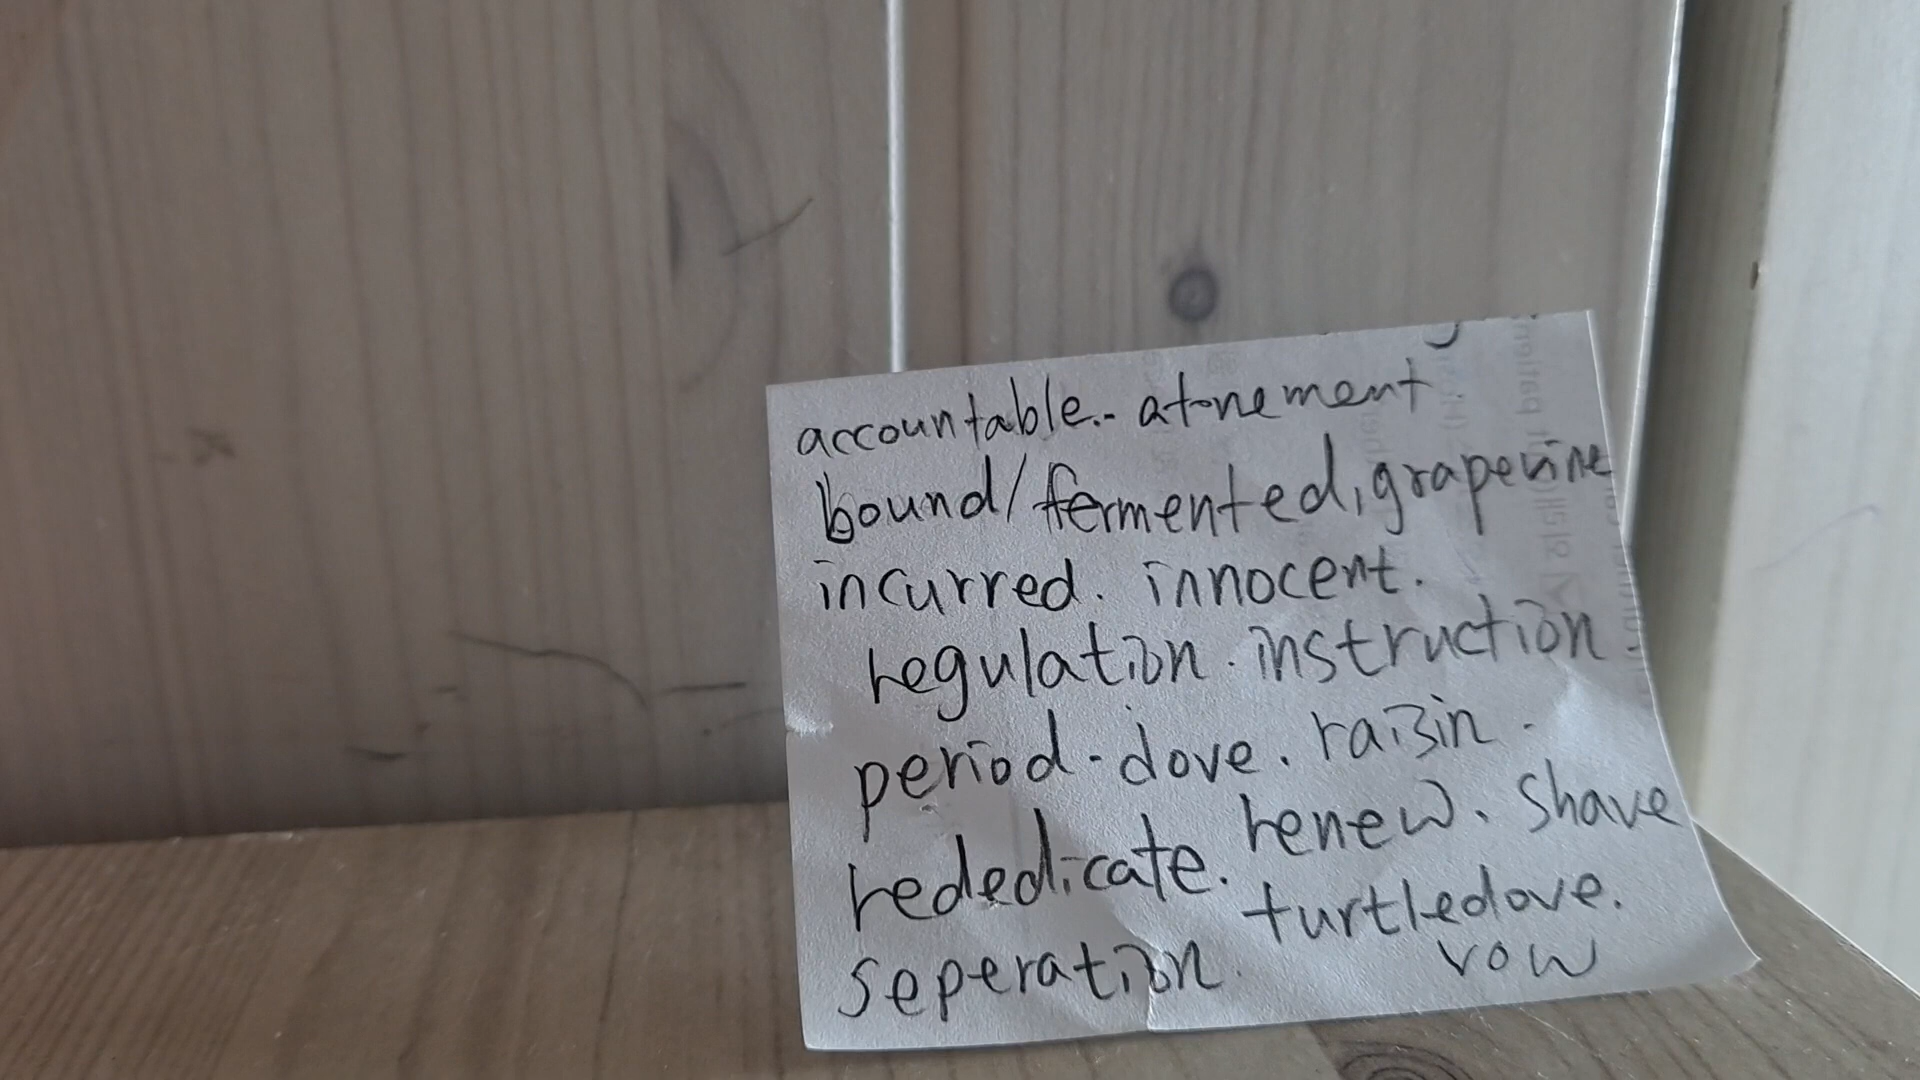 accountable.- atonement.
bound/fermented, grapevine
incurred. innocent.
regulation. instruction
period-dove. raisin.
rededicate. renew. shave
seperation. turtledove.
vow